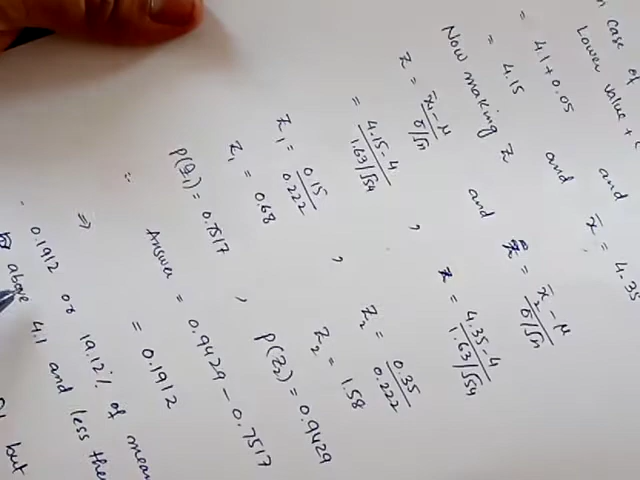 case of
Lower value +
= 4.1 + 0.05 and
= 4.15 and x̄ = 4.35
Now making Z
Z = x̄₁ - μ / σ/√n and Z = x̄₂ - μ / σ/√n
= 4.15 - 4 / 1.63/√54 , Z = 4.35 - 4 / 1.63/√54
Z₁ = 0.15 / 0.222 , Z₂ = 0.35 / 0.222
Z₁ = 0.68 Z₂ = 1.58
P(Z₁) = 0.7517 , P(Z₂) = 0.9429
∴ Answer = 0.9429 - 0.7517
= 0.1912
⇒ 0.1912 or 19.12% of mean
above 4.1 and less the
but